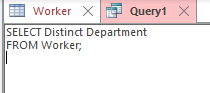 Worker
Query1
SELECT Distinct Department
FROM Worker;